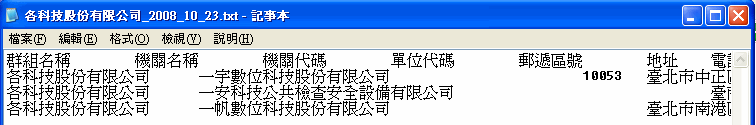 各科技股份有限公司_2008_10_23.txt - 記事本
檔案(F) 編輯(E) 格式(O) 檢視(V) 說明(H)
群組名稱 機關名稱 機關代碼 單位代碼 郵遞區號 地址
各科技股份有限公司 一宇數位科技股份有限公司 10053 臺北市中正
各科技股份有限公司 一安科技公共檢查安全設備有限公司
各科技股份有限公司 一帆數位科技股份有限公司 臺北市南港